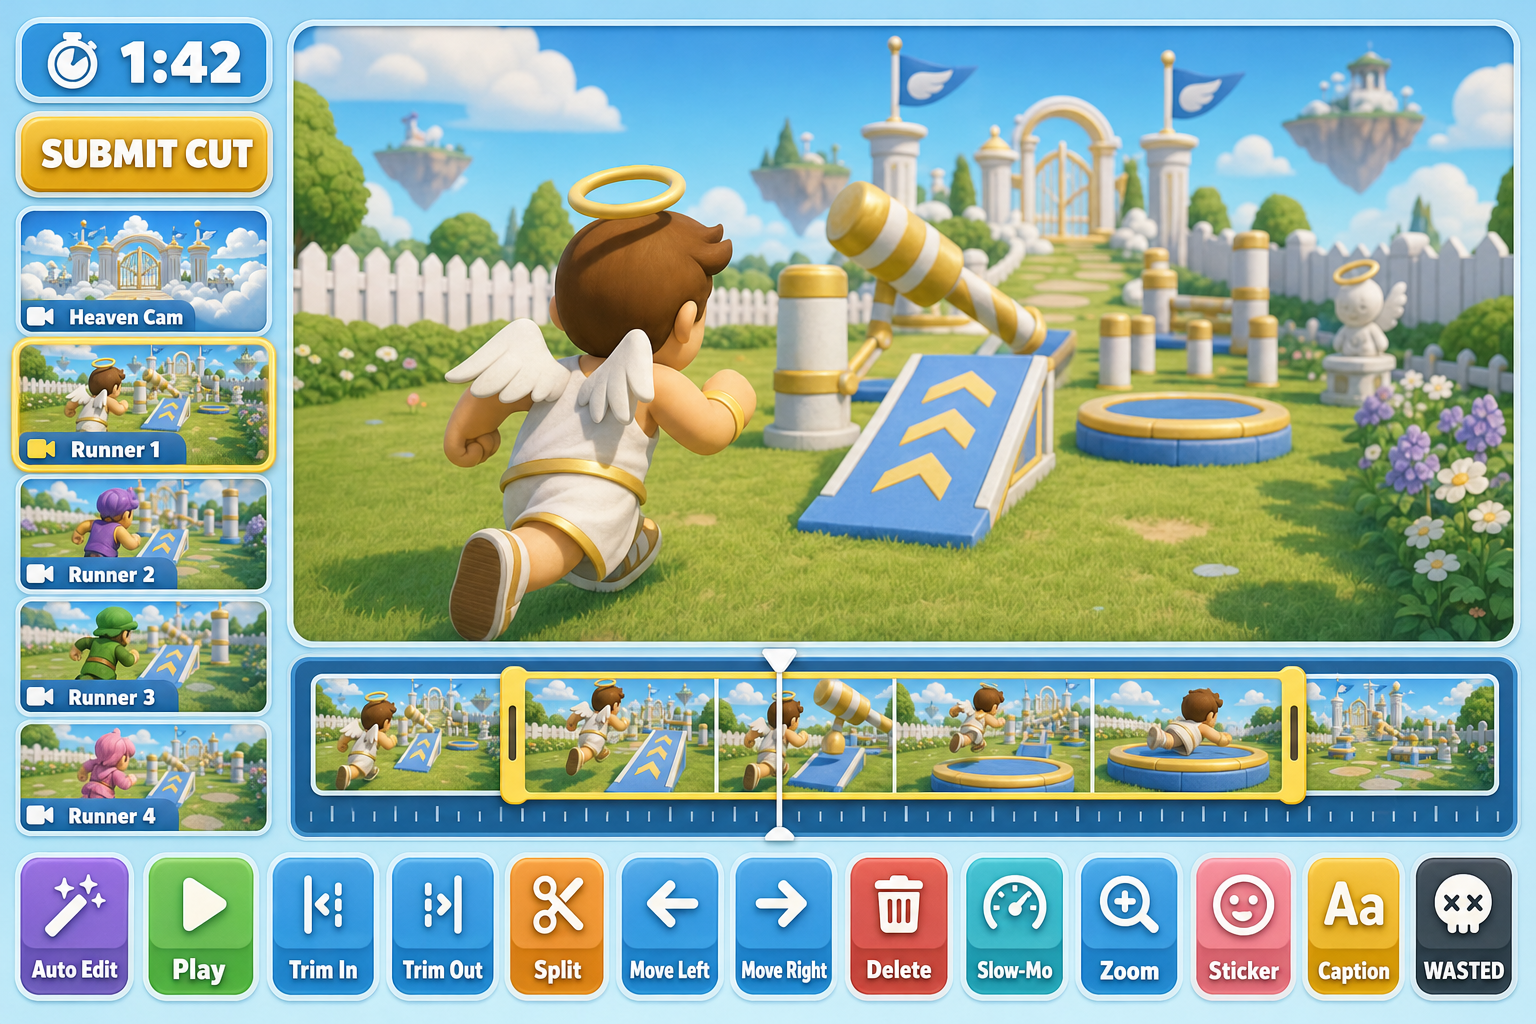 1:42
SUBMIT CUT
Heaven Cam
Runner 1
Runner 2
Runner 3
Runner 4
Auto Edit
Play
Trim In
Trim Out
Split
Move Left
Move Right
Delete
Slow-Mo
Zoom
Sticker
Aa
Caption
WASTED